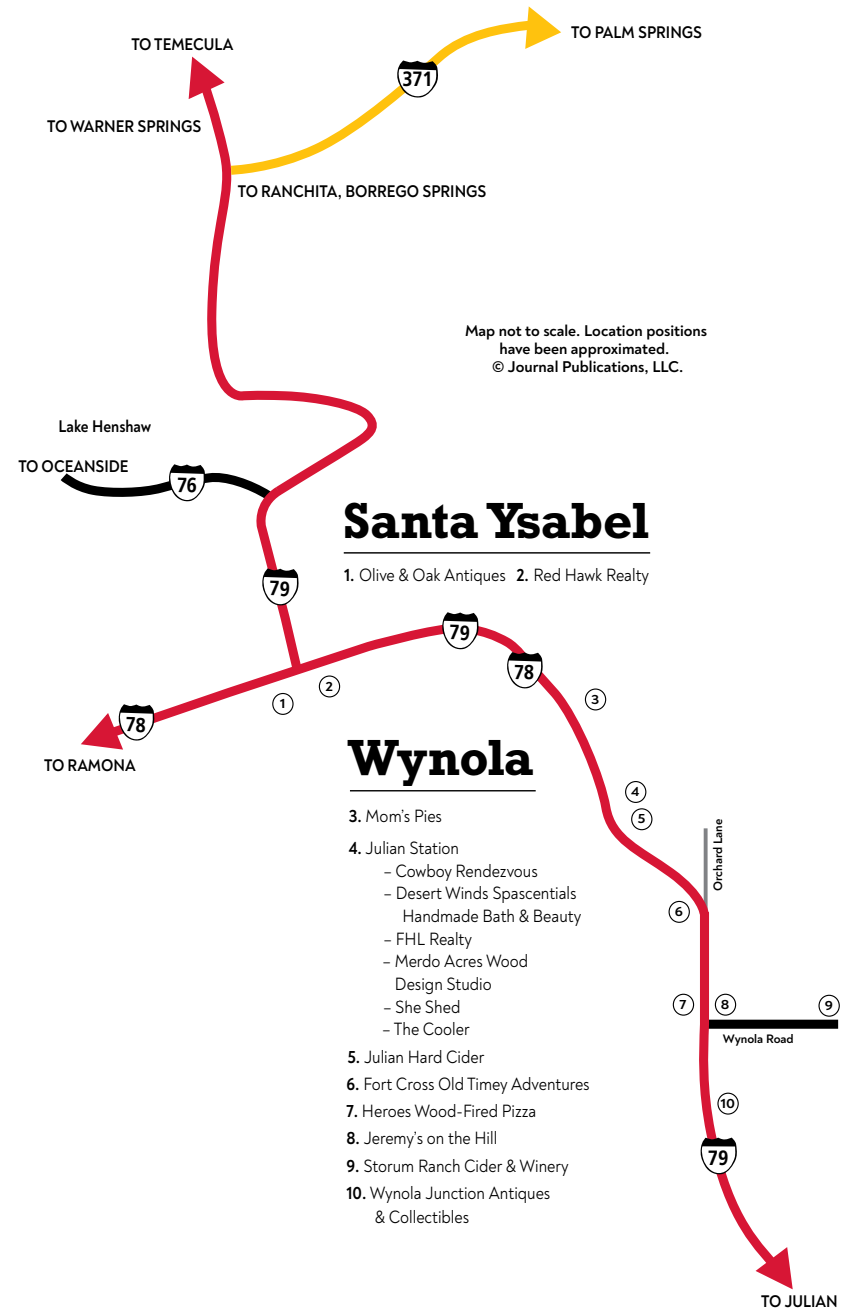 TO TEMECULA
TO PALM SPRINGS
371
TO WARNER SPRINGS
TO RANCHITA, BORREGO SPRINGS
Map not to scale. Location positions
have been approximated.
© Journal Publications, LLC.
Lake Henshaw
TO OCEANSIDE
76
Santa Ysabel
1. Olive & Oak Antiques 2. Red Hawk Realty
79
79
78
1
2
3
78
TO RAMONA
Wynola
3. Mom's Pies
4. Julian Station
– Cowboy Rendezvous
– Desert Winds Spascentials
Handmade Bath & Beauty
– FHL Realty
– Merdo Acres Wood
Design Studio
– She Shed
– The Cooler
5. Julian Hard Cider
6. Fort Cross Old Timey Adventures
7. Heroes Wood-Fired Pizza
8. Jeremy's on the Hill
9. Storum Ranch Cider & Winery
10. Wynola Junction Antiques
& Collectibles
4
5
Orchard Lane
6
7
8
9
Wynola Road
10
79
TO JULIAN